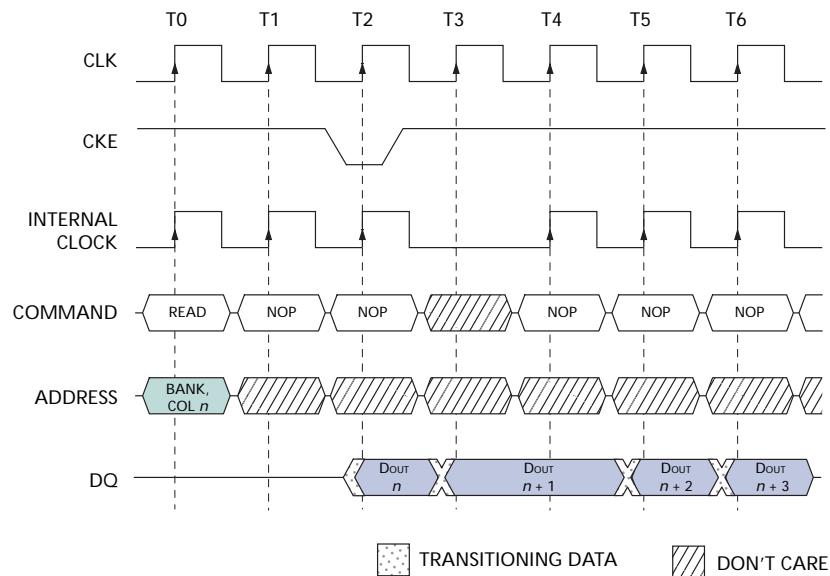 T0 T1 T2 T3 T4 T5 T6
CLK
CKE
INTERNAL
CLOCK
COMMAND READ NOP NOP NOP NOP NOP
ADDRESS BANK,
COL n
DQ DOUT DOUT DOUT DOUT
n n + 1 n + 2 n + 3
TRANSITIONING DATA DON'T CARE